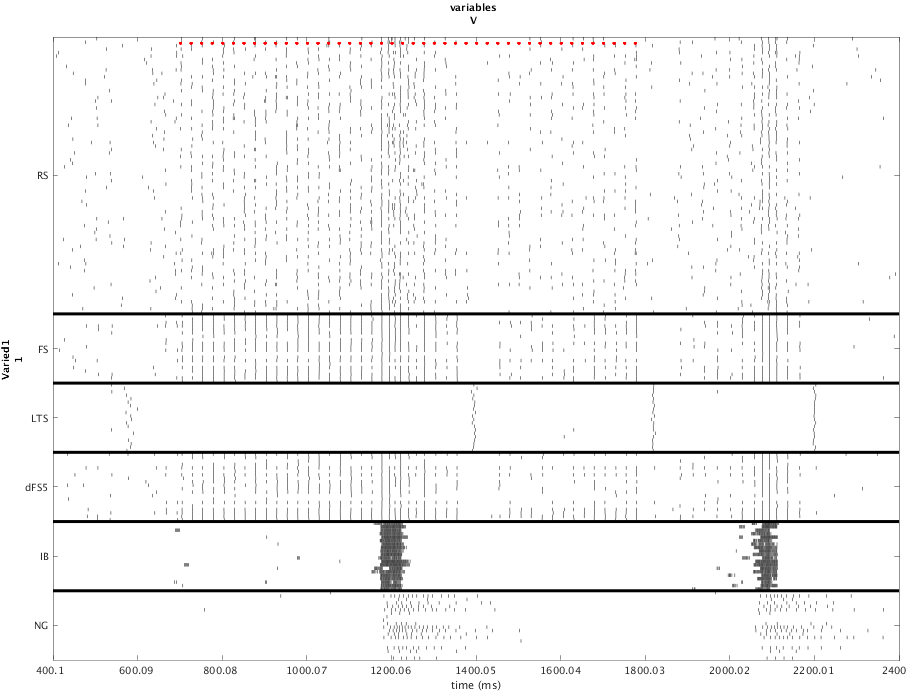 variables
V
RS
FS
LTS
dFS5
IB
NG
Varied1
1
400.1 600.09 800.08 1000.07 1200.06 1400.05 1600.04 1800.03 2000.02 2200.01 2400
time (ms)